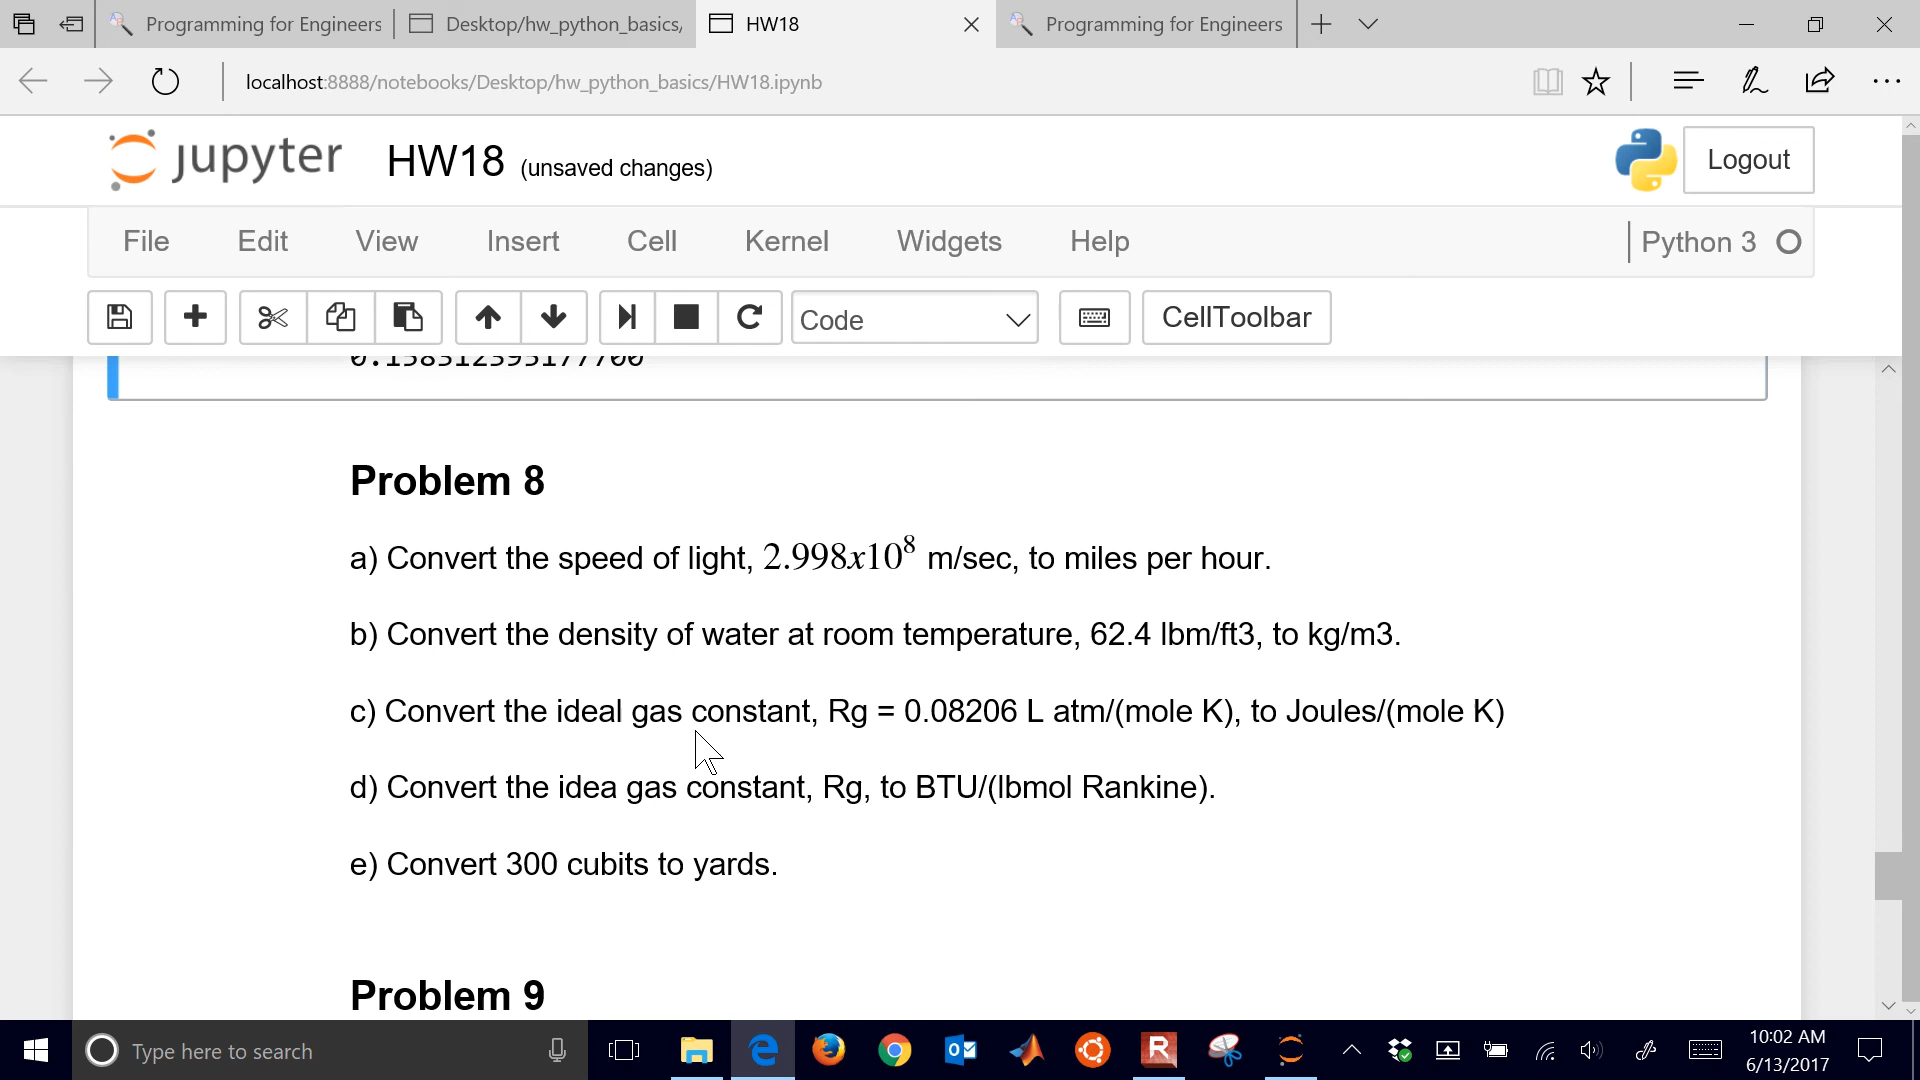 Programming for Engineers
Desktop/hw_python_basics/
HW18
Programming for Engineers
localhost:8888/notebooks/Desktop/hw_python_basics/HW18.ipynb
jupyter HW18 (unsaved changes)
Logout
File Edit View Insert Cell Kernel Widgets Help
Python 3
Code
CellToolbar
Problem 8
a) Convert the speed of light, 2.998x10⁸ m/sec, to miles per hour.
b) Convert the density of water at room temperature, 62.4 lbm/ft3, to kg/m3.
c) Convert the ideal gas constant, Rg = 0.08206 L atm/(mole K), to Joules/(mole K)
d) Convert the idea gas constant, Rg, to BTU/(lbmol Rankine).
e) Convert 300 cubits to yards.
Problem 9
Type here to search
10:02 AM
6/13/2017